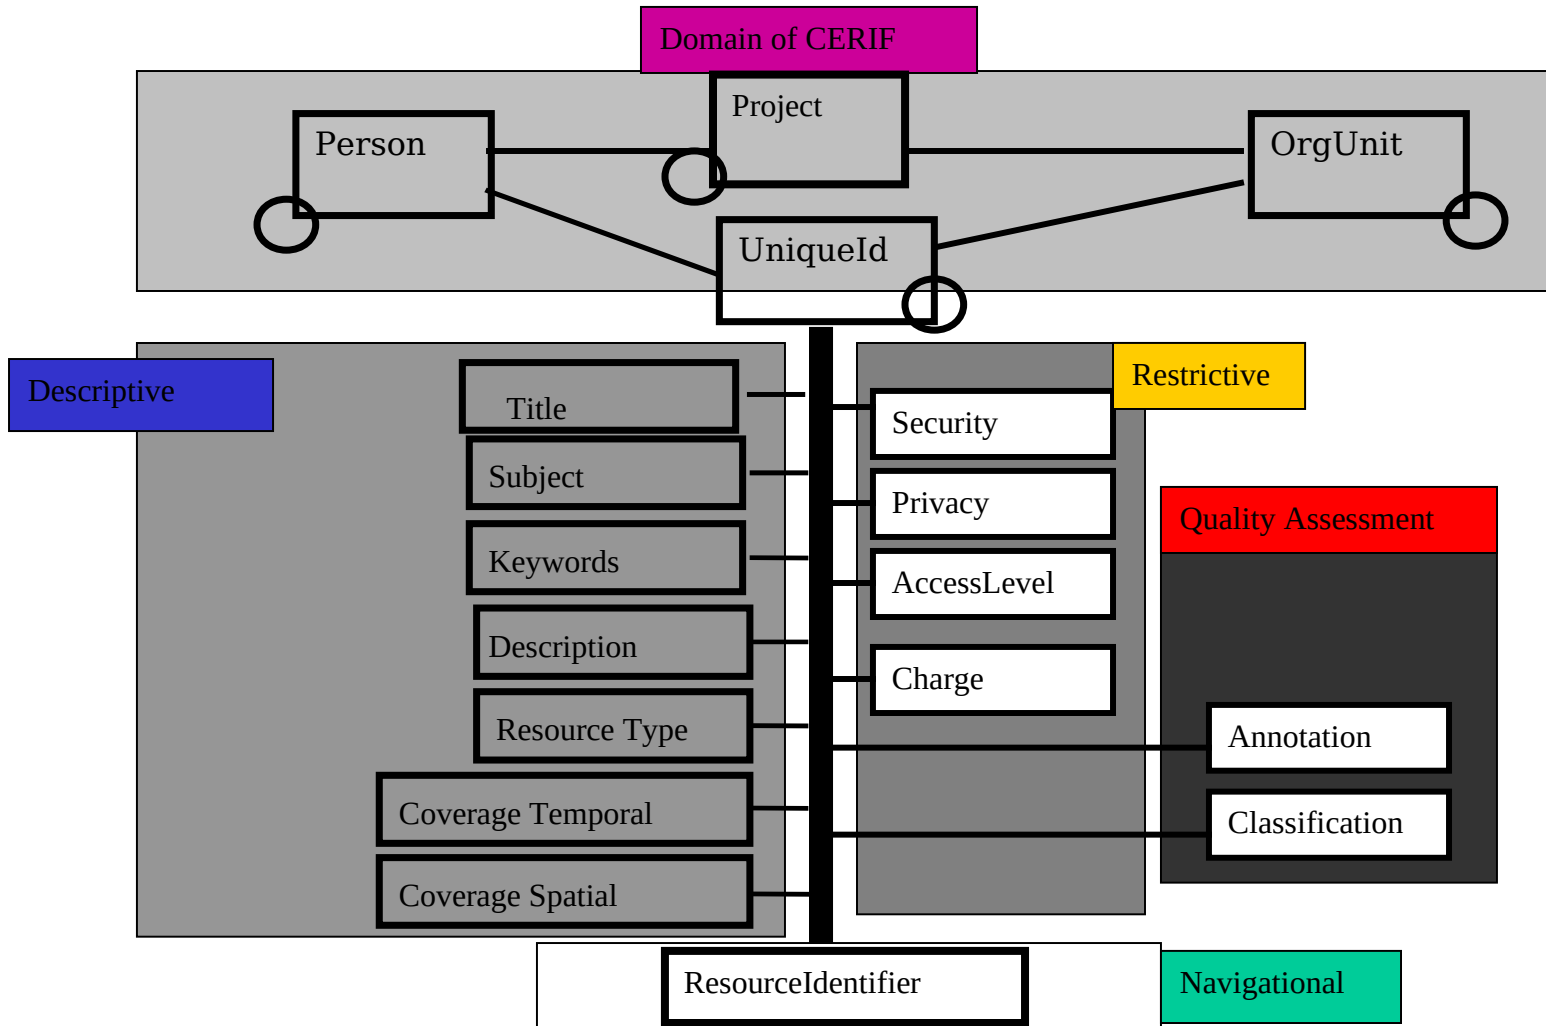 Domain of CERIF
Project
Person
OrgUnit
UniqueId
Descriptive
Title
Subject
Keywords
Description
Resource Type
Coverage Temporal
Coverage Spatial
Restrictive
Security
Privacy
AccessLevel
Charge
Quality Assessment
Annotation
Classification
ResourceIdentifier
Navigational